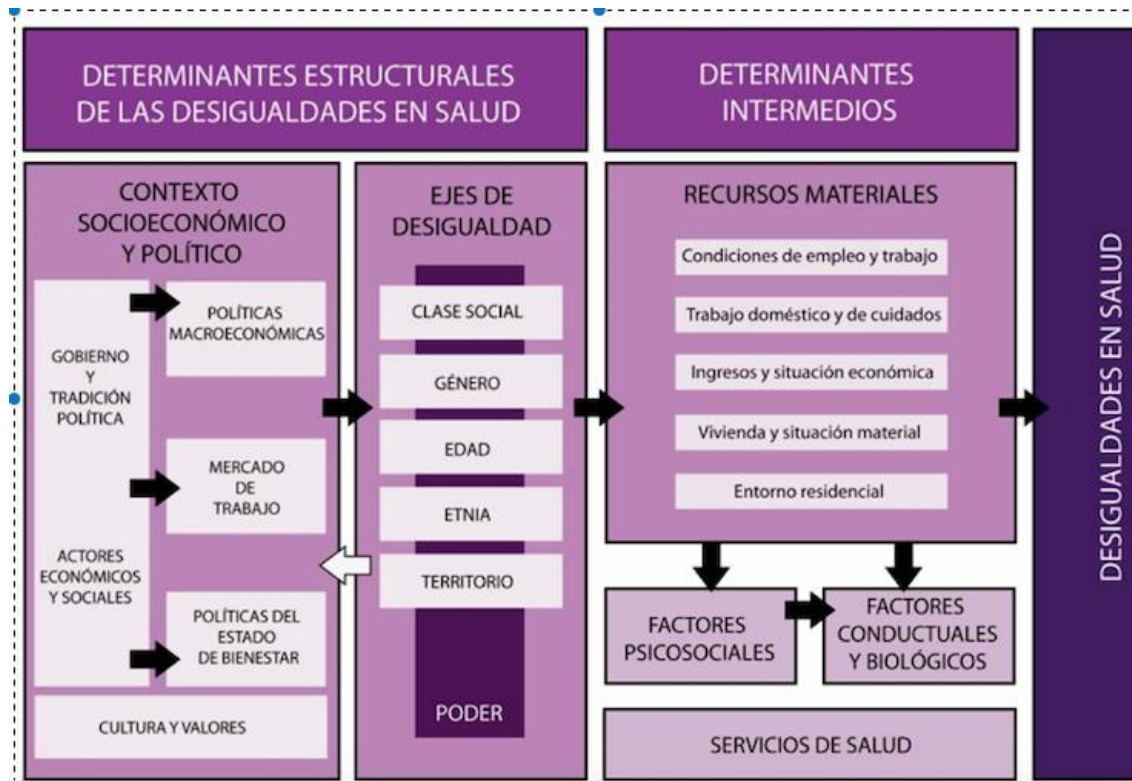 DETERMINANTES ESTRUCTURALES
DE LAS DESIGUALDADES EN SALUD
CONTEXTO
SOCIOECONÓMICO
Y POLÍTICO
GOBIERNO
Y
TRADICIÓN
POLÍTICA
ACTORES
ECONÓMICOS
Y SOCIALES
POLÍTICAS
MACROECONÓMICAS
MERCADO
DE
TRABAJO
POLÍTICAS DEL
ESTADO
DE BIENESTAR
CULTURA Y VALORES
EJES DE
DESIGUALDAD
CLASE SOCIAL
GÉNERO
EDAD
ETNIA
TERRITORIO
PODER
DETERMINANTES
INTERMEDIOS
RECURSOS MATERIALES
Condiciones de empleo y trabajo
Trabajo doméstico y de cuidados
Ingresos y situación económica
Vivienda y situación material
Entorno residencial
FACTORES
PSICOSOCIALES
FACTORES
CONDUCTUALES
Y BIOLÓGICOS
SERVICIOS DE SALUD
DESIGUALDADES EN SALUD